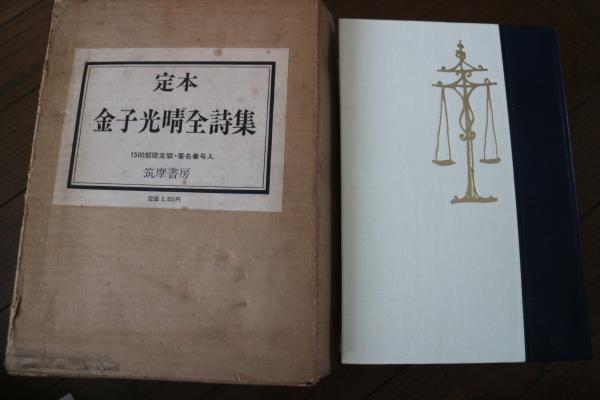 定本
金子光晴全詩集
1500部限定版・署名番号入
筑摩書房